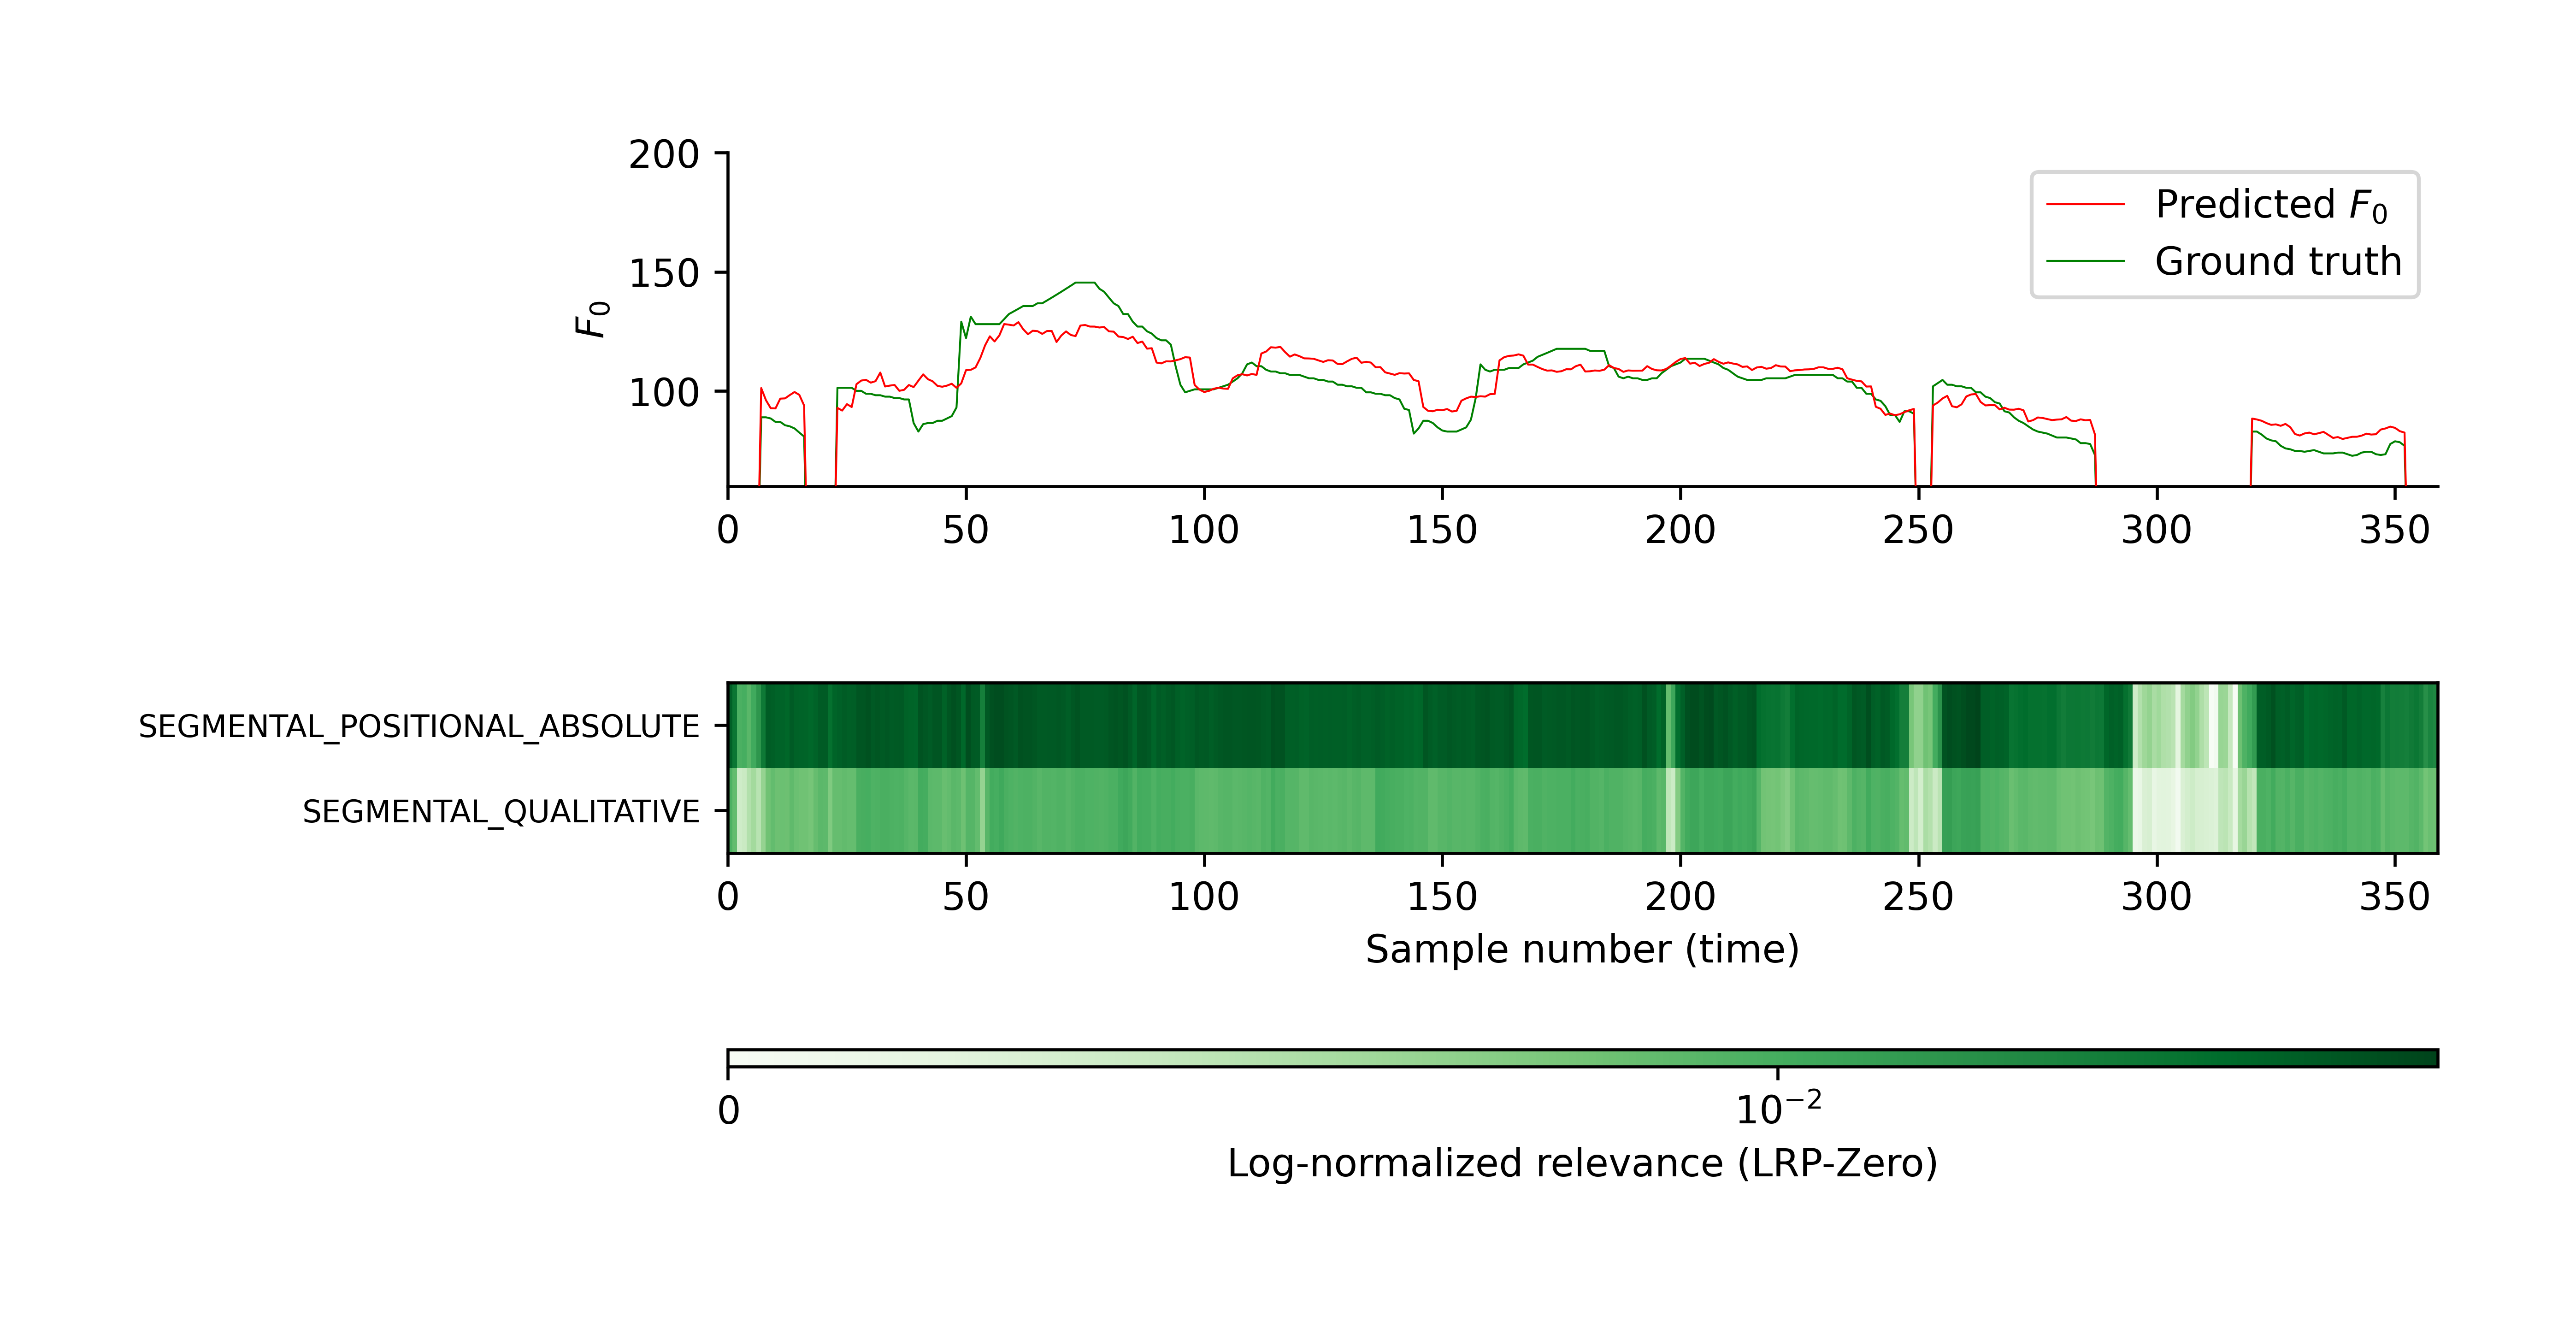 200
150
100
F0
Predicted F0
Ground truth
0 50 100 150 200 250 300 350
SEGMENTAL_POSITIONAL_ABSOLUTE
SEGMENTAL_QUALITATIVE
0 50 100 150 200 250 300 350
Sample number (time)
0 10−2
Log-normalized relevance (LRP-Zero)